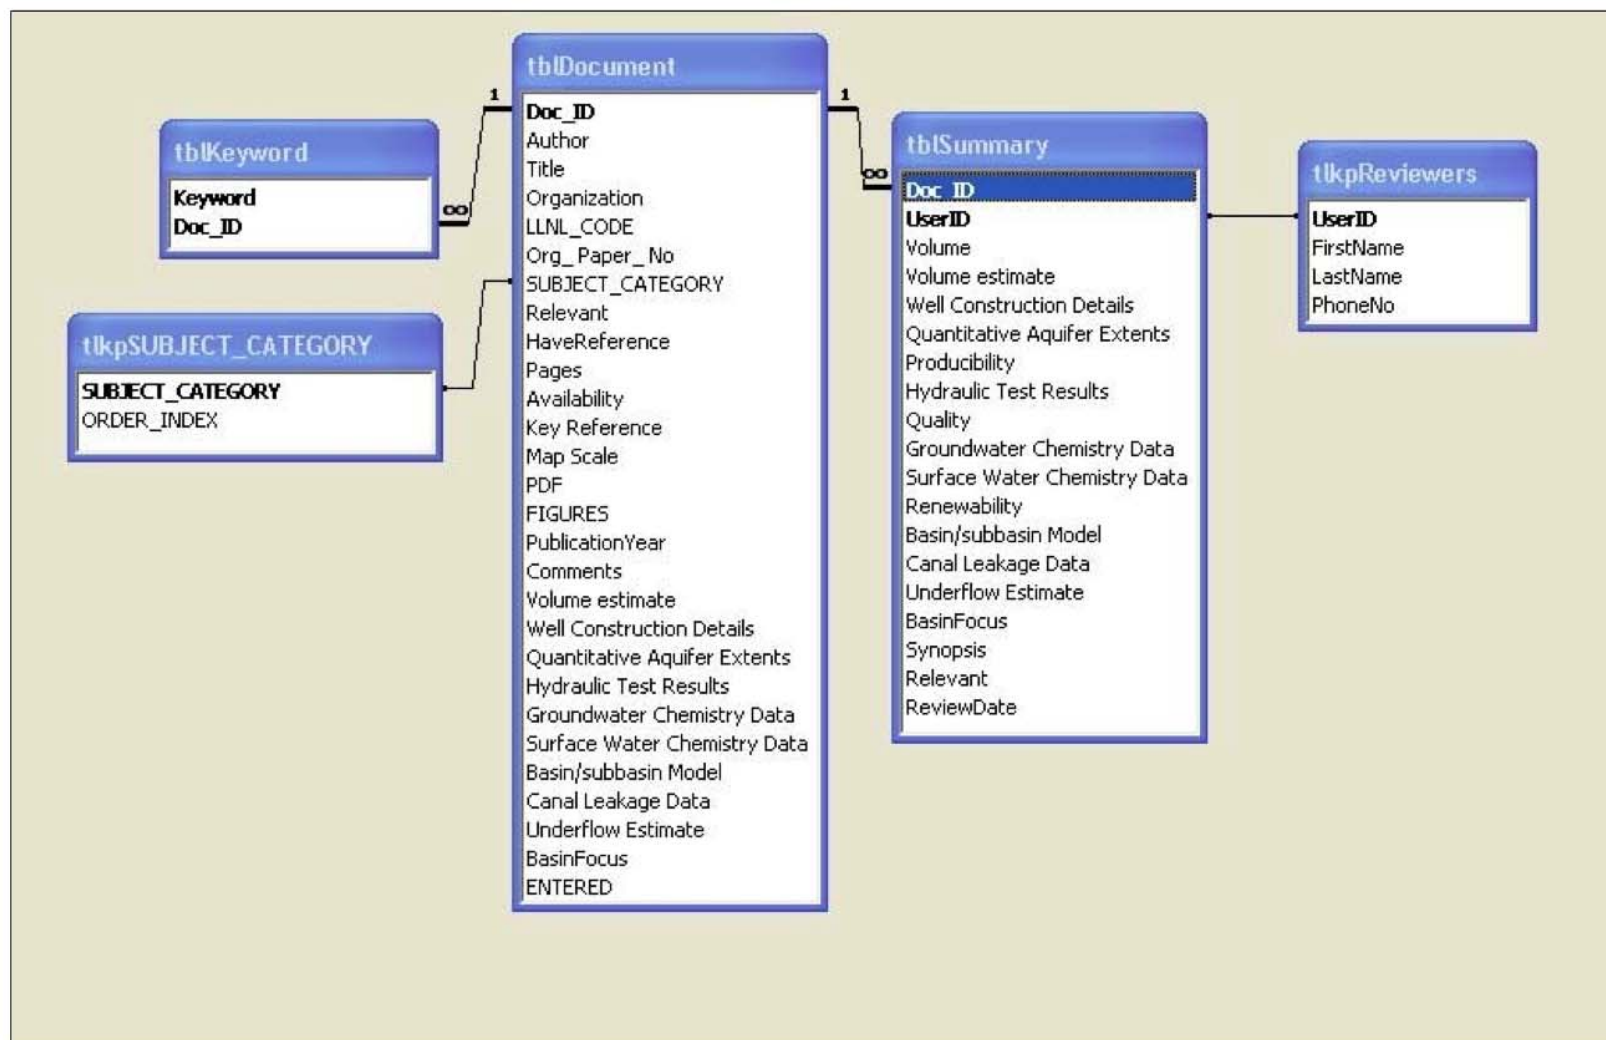 tblKeyword
Keyword
Doc_ID
∞
1
tlkpSUBJECT_CATEGORY
SUBJECT_CATEGORY
ORDER_INDEX
tblDocument
Doc_ID
Author
Title
Organization
LLNL_CODE
Org_ Paper_ No
SUBJECT_CATEGORY
Relevant
HaveReference
Pages
Availability
Key Reference
Map Scale
PDF
FIGURES
PublicationYear
Comments
Volume estimate
Well Construction Details
Quantitative Aquifer Extents
Hydraulic Test Results
Groundwater Chemistry Data
Surface Water Chemistry Data
Basin/subbasin Model
Canal Leakage Data
Underflow Estimate
BasinFocus
ENTERED
1
∞
tblSummary
Doc_ID
UserID
Volume
Volume estimate
Well Construction Details
Quantitative Aquifer Extents
Producibility
Hydraulic Test Results
Quality
Groundwater Chemistry Data
Surface Water Chemistry Data
Renewability
Basin/subbasin Model
Canal Leakage Data
Underflow Estimate
BasinFocus
Synopsis
Relevant
ReviewDate
tlkpReviewers
UserID
FirstName
LastName
PhoneNo